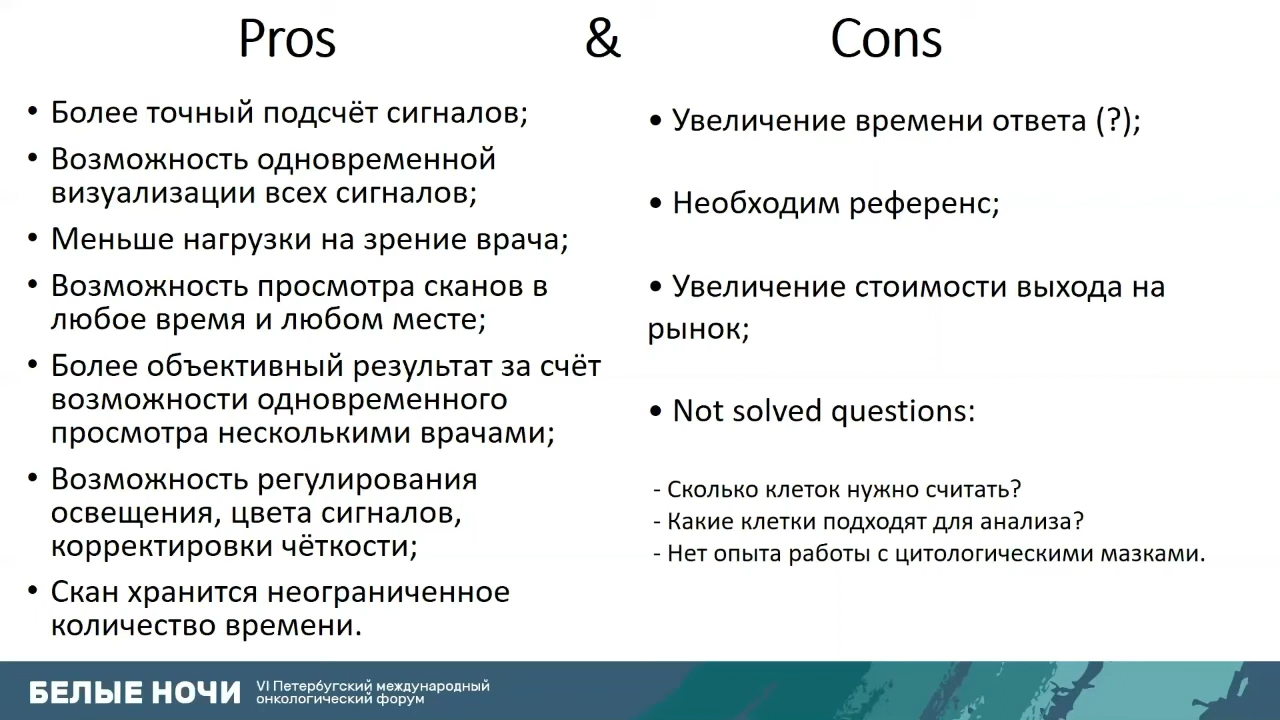 Pros & Cons
• Более точный подсчёт сигналов;
• Возможность одновременной
визуализации всех сигналов;
• Меньше нагрузки на зрение врача;
• Возможность просмотра сканов в
любое время и любом месте;
• Более объективный результат за счёт
возможности одновременного
просмотра несколькими врачами;
• Возможность регулирования
освещения, цвета сигналов,
корректировки чёткости;
• Скан хранится неограниченное
количество времени.
• Увеличение времени ответа (?);
• Необходим референс;
• Увеличение стоимости выхода на
рынок;
• Not solved questions:
- Сколько клеток нужно считать?
- Какие клетки подходят для анализа?
- Нет опыта работы с цитологическими мазками.
БЕЛЫЕ НОЧИ
VI Петербургский международный
онкологический форум